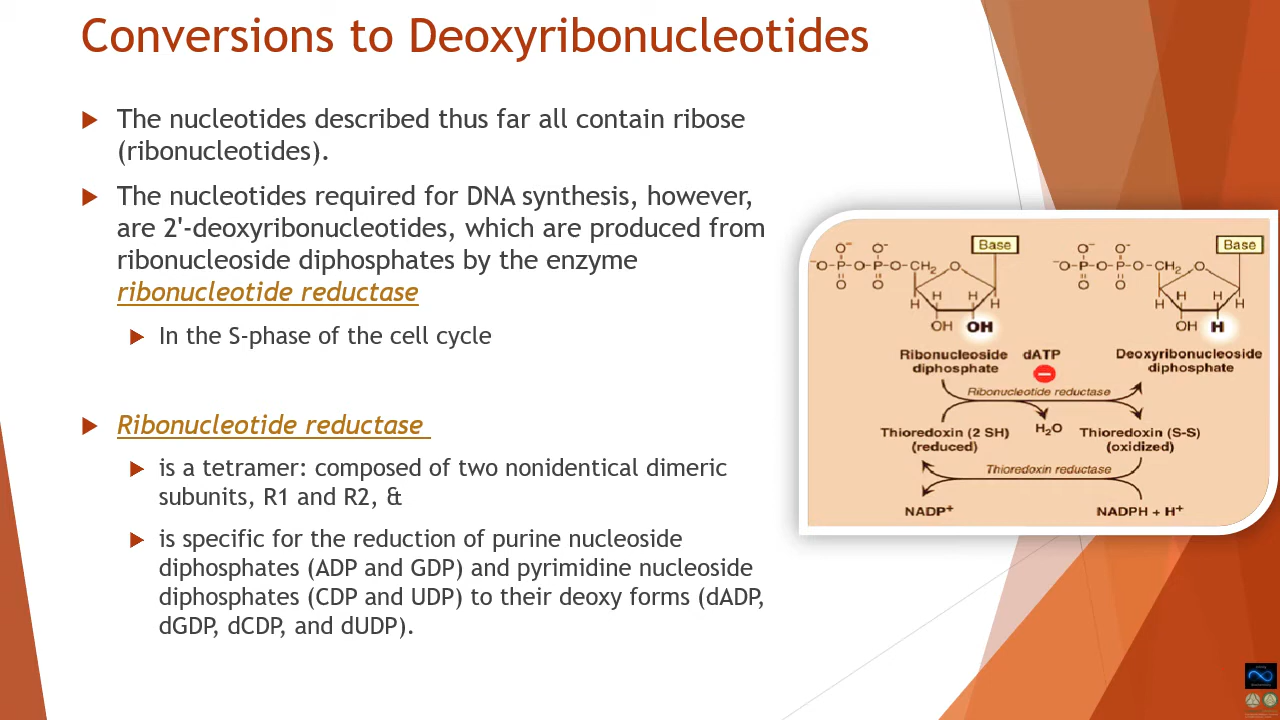 Conversions to Deoxyribonucleotides
The nucleotides described thus far all contain ribose
(ribonucleotides).
The nucleotides required for DNA synthesis, however,
are 2'-deoxyribonucleotides, which are produced from
ribonucleoside diphosphates by the enzyme
ribonucleotide reductase
In the S-phase of the cell cycle
Ribonucleotide reductase
is a tetramer: composed of two nonidentical dimeric
subunits, R1 and R2, &
is specific for the reduction of purine nucleoside
diphosphates (ADP and GDP) and pyrimidine nucleoside
diphosphates (CDP and UDP) to their deoxy forms (dADP,
dGDP, dCDP, and dUDP).
O⁻ O⁻ Base
⁻O-P-O-P-O-CH₂ O
O O
H H H H
OH OH
O⁻ O⁻ Base
⁻O-P-O-P-O-CH₂ O
O O
H H H H
OH H
Ribonucleoside
diphosphate
dATP
Deoxyribonucleoside
diphosphate
Ribonucleotide reductase
H₂O
Thioredoxin (2 SH)
(reduced)
Thioredoxin (S-S)
(oxidized)
Thioredoxin reductase
NADP⁺
NADPH + H⁺